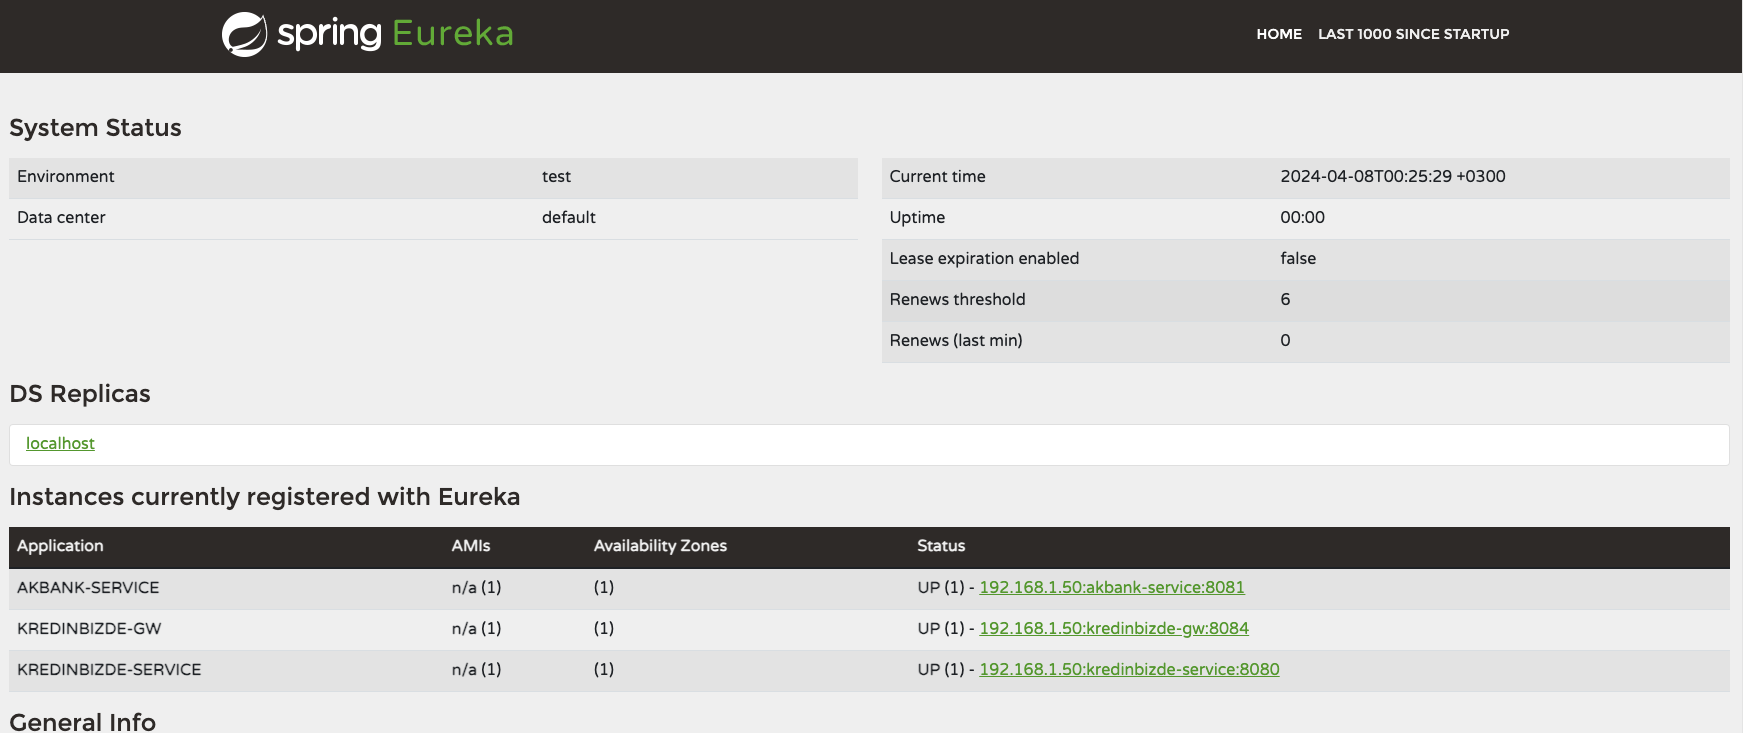 spring Eureka
HOME LAST 1000 SINCE STARTUP
System Status
Environment test
Data center default
Current time 2024-04-08T00:25:29 +0300
Uptime 00:00
Lease expiration enabled false
Renews threshold 6
Renews (last min) 0
DS Replicas
localhost
Instances currently registered with Eureka
Application AMIs Availability Zones Status
AKBANK-SERVICE n/a (1) (1) UP (1) - 192.168.1.50:akbank-service:8081
KREDINBIZDE-GW n/a (1) (1) UP (1) - 192.168.1.50:kredinbizde-gw:8084
KREDINBIZDE-SERVICE n/a (1) (1) UP (1) - 192.168.1.50:kredinbizde-service:8080
General Info